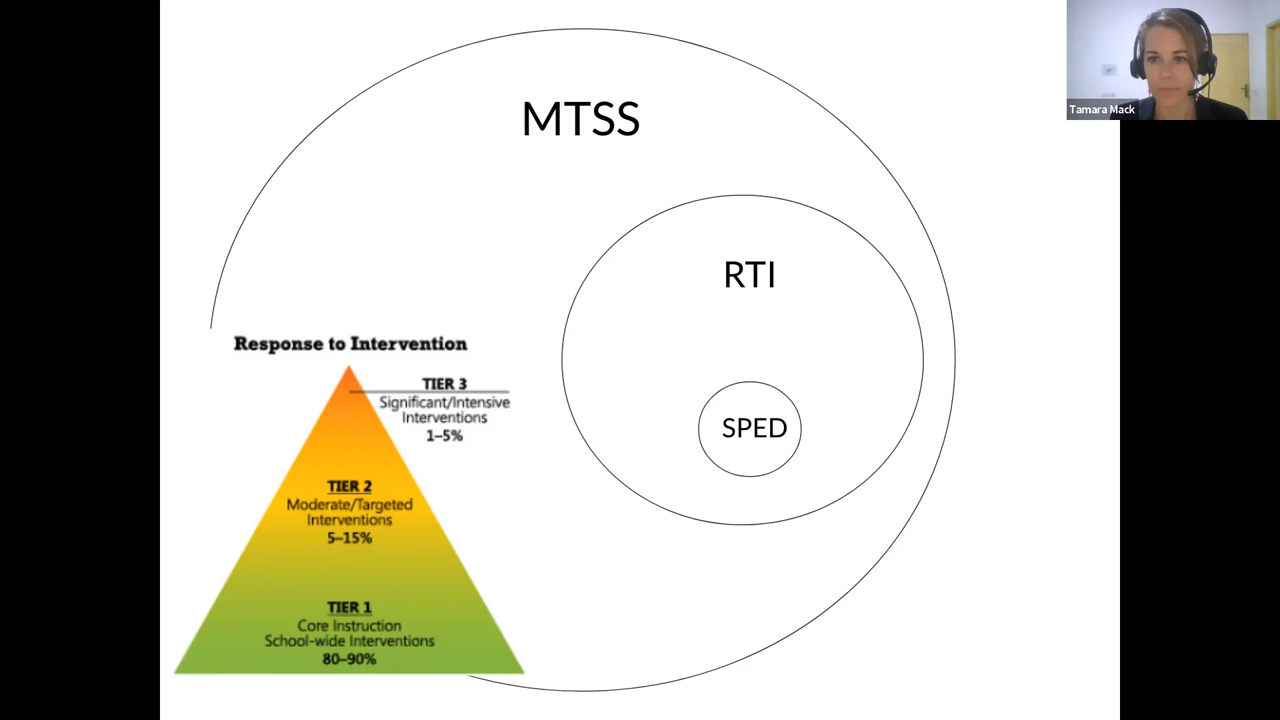 Tamara Mack
MTSS
RTI
SPED
Response to Intervention
TIER 3
Significant/Intensive
Interventions
1–5%
TIER 2
Moderate/Targeted
Interventions
5–15%
TIER 1
Core Instruction
School-wide Interventions
80–90%